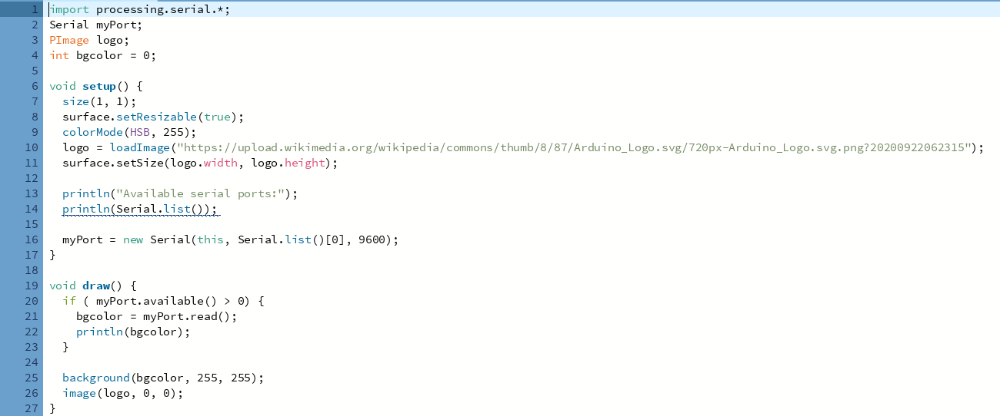 1 import processing.serial.*;
2 Serial myPort;
3 PImage logo;
4 int bgcolor = 0;
5
6 void setup() {
7 size(1, 1);
8 surface.setResizable(true);
9 colorMode(HSB, 255);
10 logo = loadImage("https://upload.wikimedia.org/wikipedia/commons/thumb/8/87/Arduino_Logo.svg/720px-Arduino_Logo.svg.png?20200922062315");
11 surface.setSize(logo.width, logo.height);
12
13 println("Available serial ports:");
14 println(Serial.list());
15
16 myPort = new Serial(this, Serial.list()[0], 9600);
17 }
18
19 void draw() {
20 if ( myPort.available() > 0) {
21 bgcolor = myPort.read();
22 println(bgcolor);
23 }
24
25 background(bgcolor, 255, 255);
26 image(logo, 0, 0);
27 }